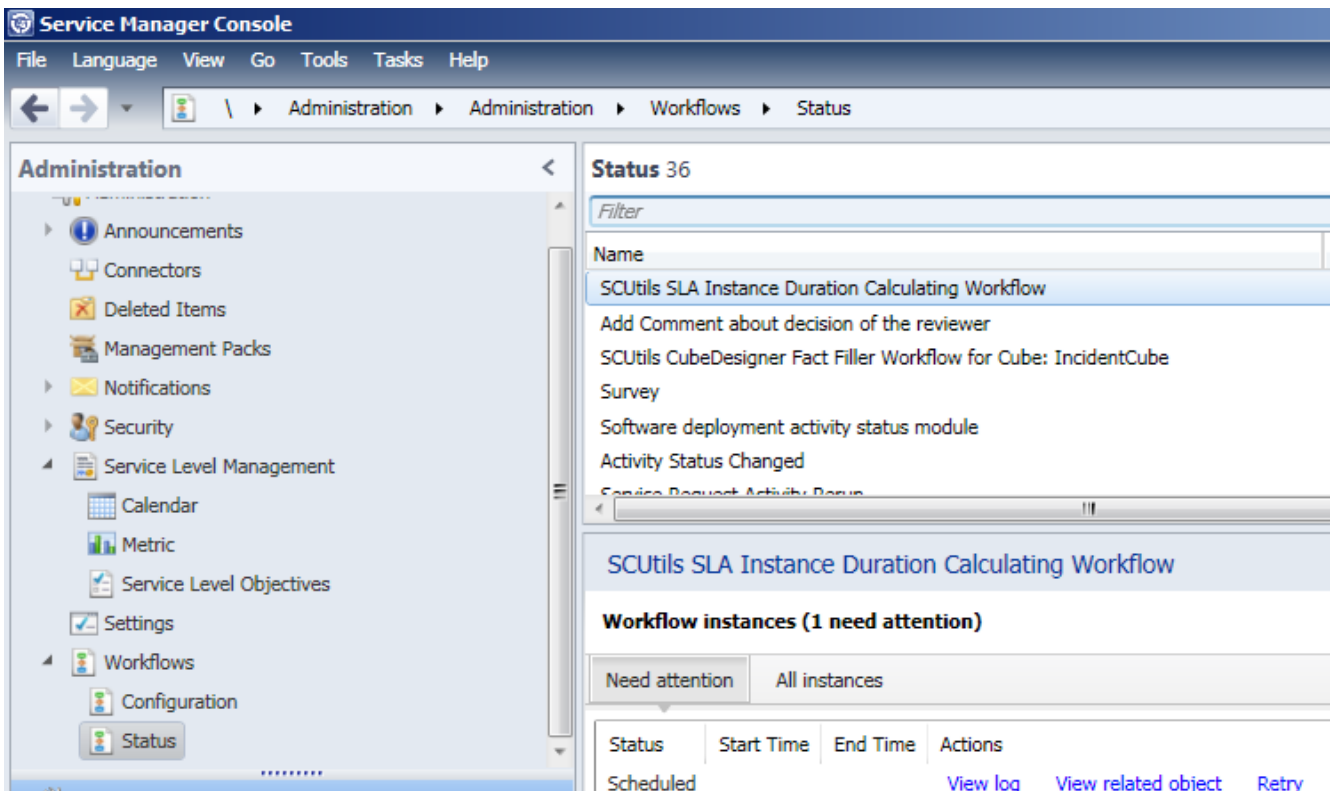 Service Manager Console
File Language View Go Tools Tasks Help
\ Administration Administration Workflows Status
Administration
Administration
Announcements
Connectors
Deleted Items
Management Packs
Notifications
Security
Service Level Management
Calendar
Metric
Service Level Objectives
Settings
Workflows
Configuration
Status
Status 36
Filter
Name
SCUtils SLA Instance Duration Calculating Workflow
Add Comment about decision of the reviewer
SCUtils CubeDesigner Fact Filler Workflow for Cube: IncidentCube
Survey
Software deployment activity status module
Activity Status Changed
Service Request Activity Rerun
SCUtils SLA Instance Duration Calculating Workflow
Workflow instances (1 need attention)
Need attention All instances
Status Start Time End Time Actions
Scheduled View log View related object Retry